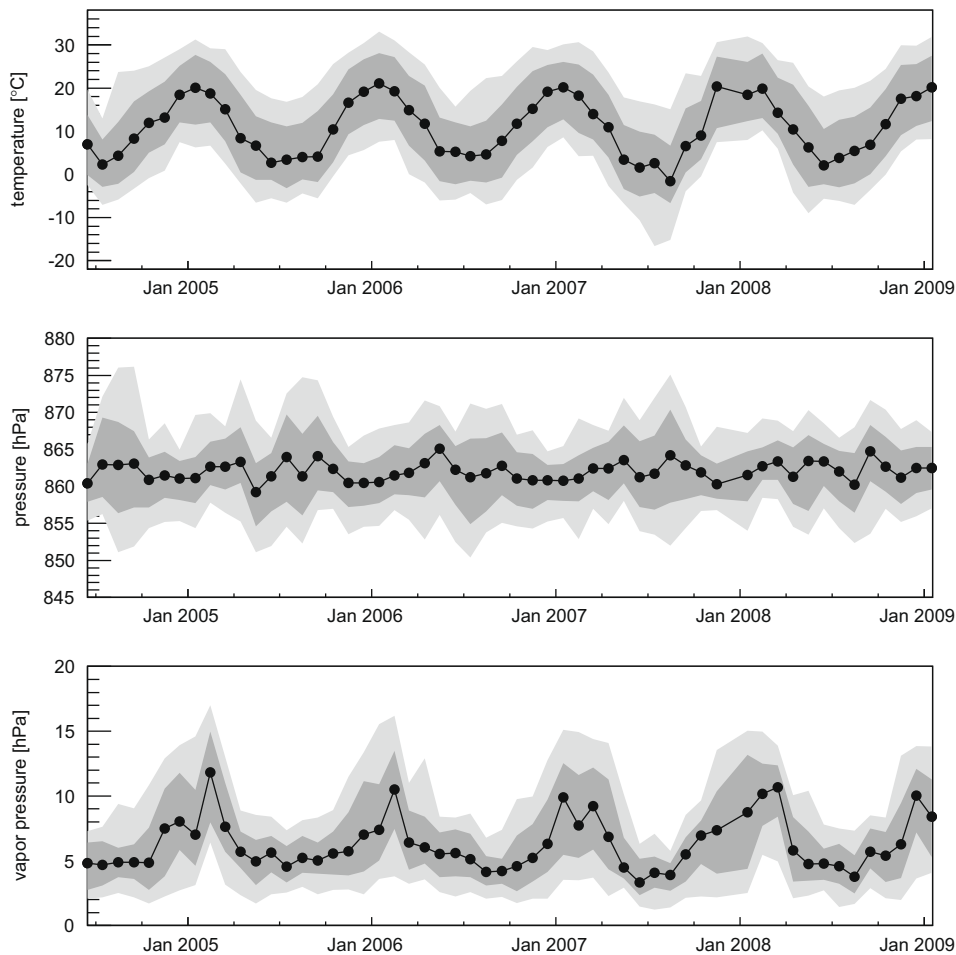 temperature [°C]
30
20
10
0
-10
-20
Jan 2005
Jan 2006
Jan 2007
Jan 2008
Jan 2009
pressure [hPa]
880
875
870
865
860
855
850
845
Jan 2005
Jan 2006
Jan 2007
Jan 2008
Jan 2009
vapor pressure [hPa]
20
15
10
5
0
Jan 2005
Jan 2006
Jan 2007
Jan 2008
Jan 2009